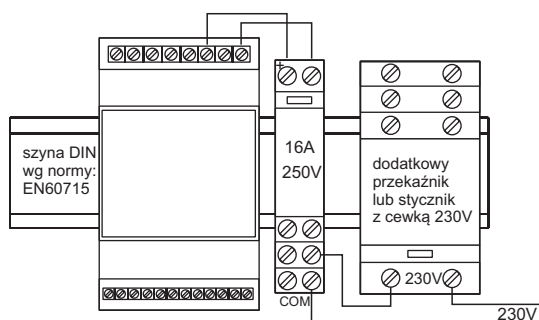 +
szyna DIN
wg normy:
EN60715
16A
250V
dodatkowy
przekaźnik
lub stycznik
z cewką 230V
230V
COM
230V